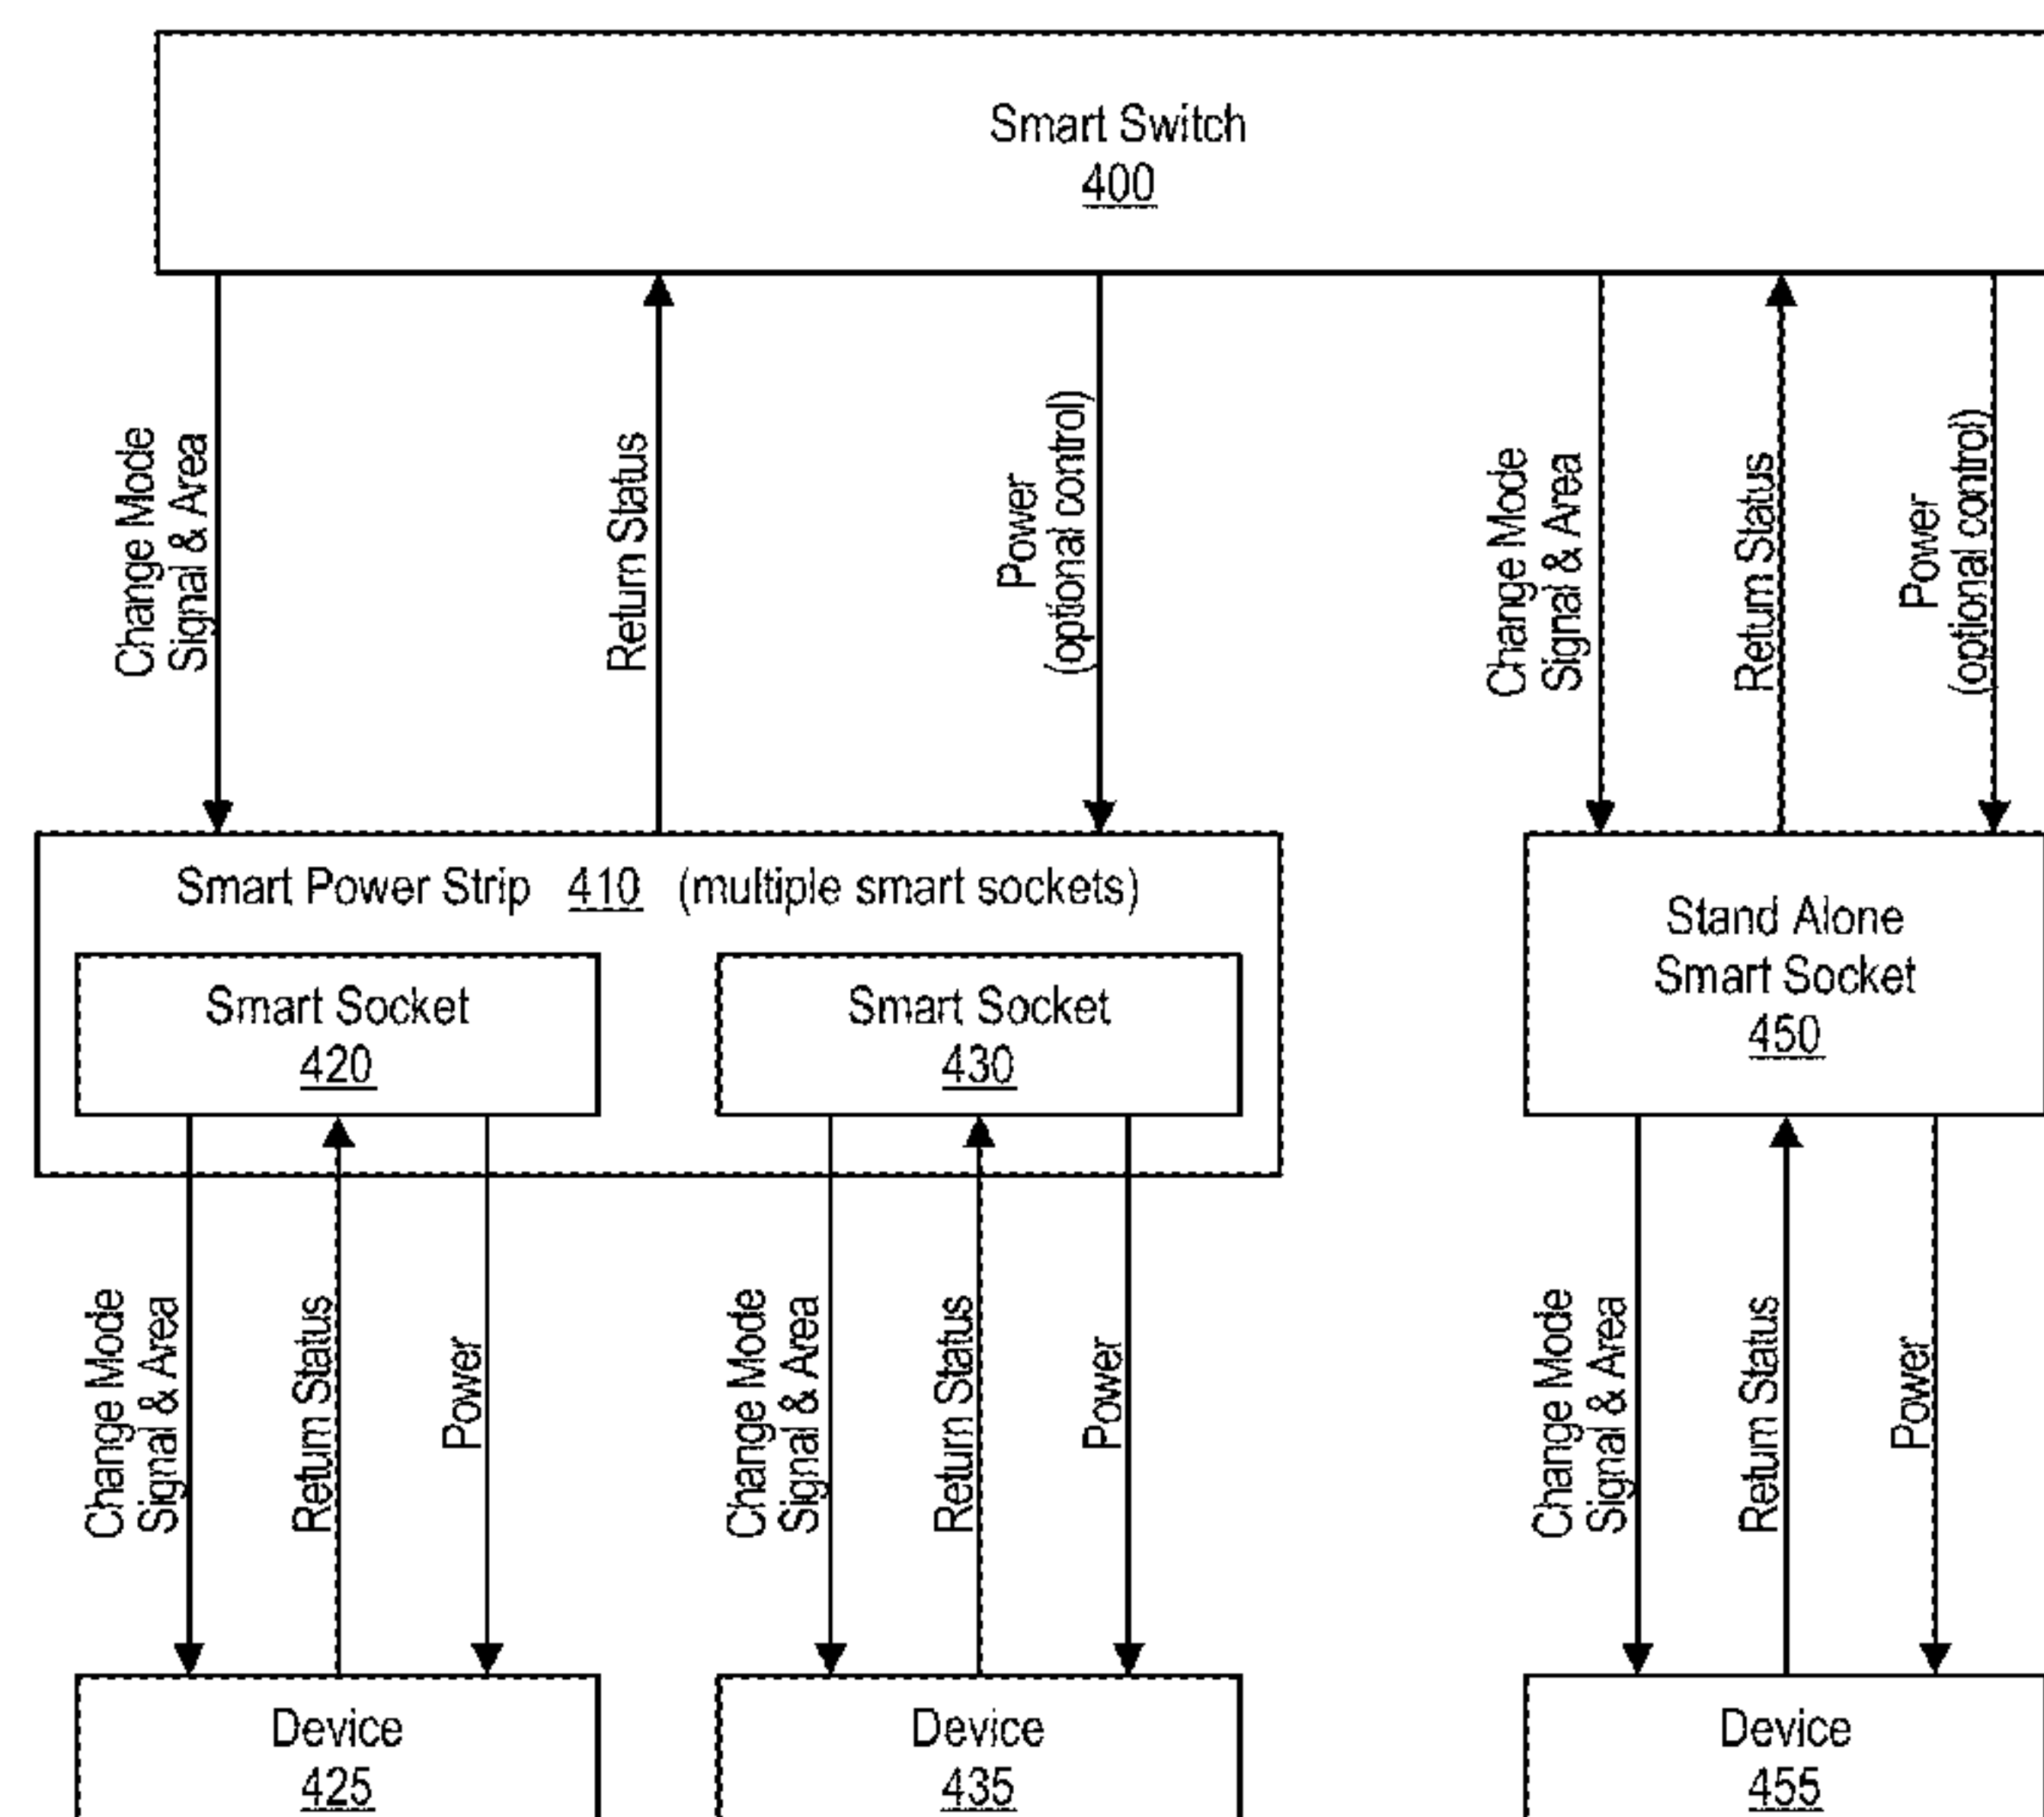 Smart Switch
400
Change Mode
Signal & Area
Return Status
Power
(optional control)
Change Mode
Signal & Area
Return Status
Power
(optional control)
Smart Power Strip 410 (multiple smart sockets)
Smart Socket
420
Smart Socket
430
Stand Alone
Smart Socket
450
Change Mode
Signal & Area
Return Status
Power
Change Mode
Signal & Area
Return Status
Power
Change Mode
Signal & Area
Return Status
Power
Device
425
Device
435
Device
455